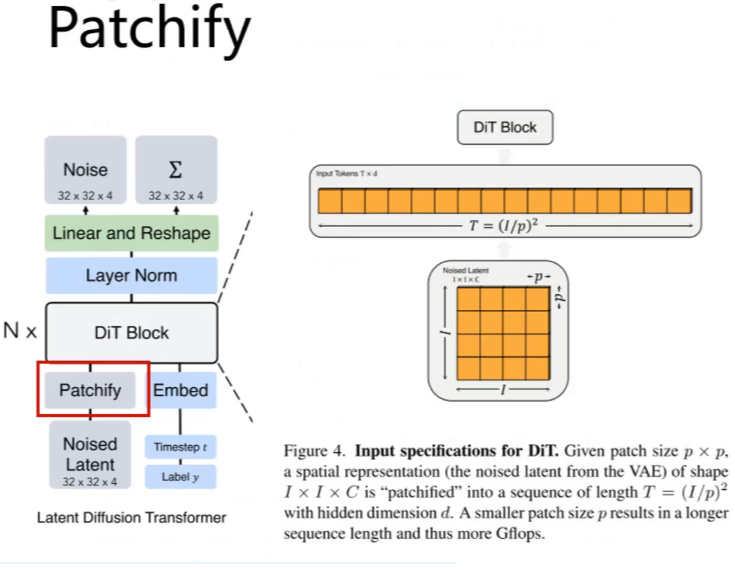 Patchify
Noise
32 x 32 x 4
Σ
32 x 32 x 4
Linear and Reshape
Layer Norm
N x
DiT Block
Patchify
Embed
Noised
Latent
32 x 32 x 4
Timestep t
Label y
Latent Diffusion Transformer
DiT Block
Input Tokens T x d
T = (I/p)²
Noised Latent
I × I × C
p
p
I
I
Figure 4. Input specifications for DiT. Given patch size p × p,
a spatial representation (the noised latent from the VAE) of shape
I × I × C is “patchified” into a sequence of length T = (I/p)²
with hidden dimension d. A smaller patch size p results in a longer
sequence length and thus more Gflops.